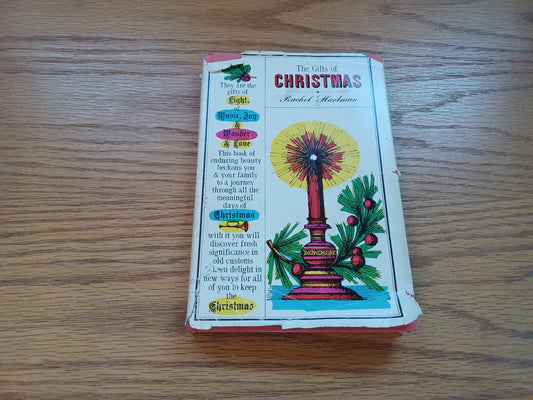 They are the
gifts of
Light,
of
Music, Joy
&
Wonder
& Love
This book of
enduring beauty
beckons you
& your family
to a journey
through all the
meaningful
days of
Christmas
with it you will
discover fresh
significance in
old customs
keen delight in
new ways for all
of you to keep
the
Christmas
The Gifts of
CHRISTMAS
Rachel Hartman